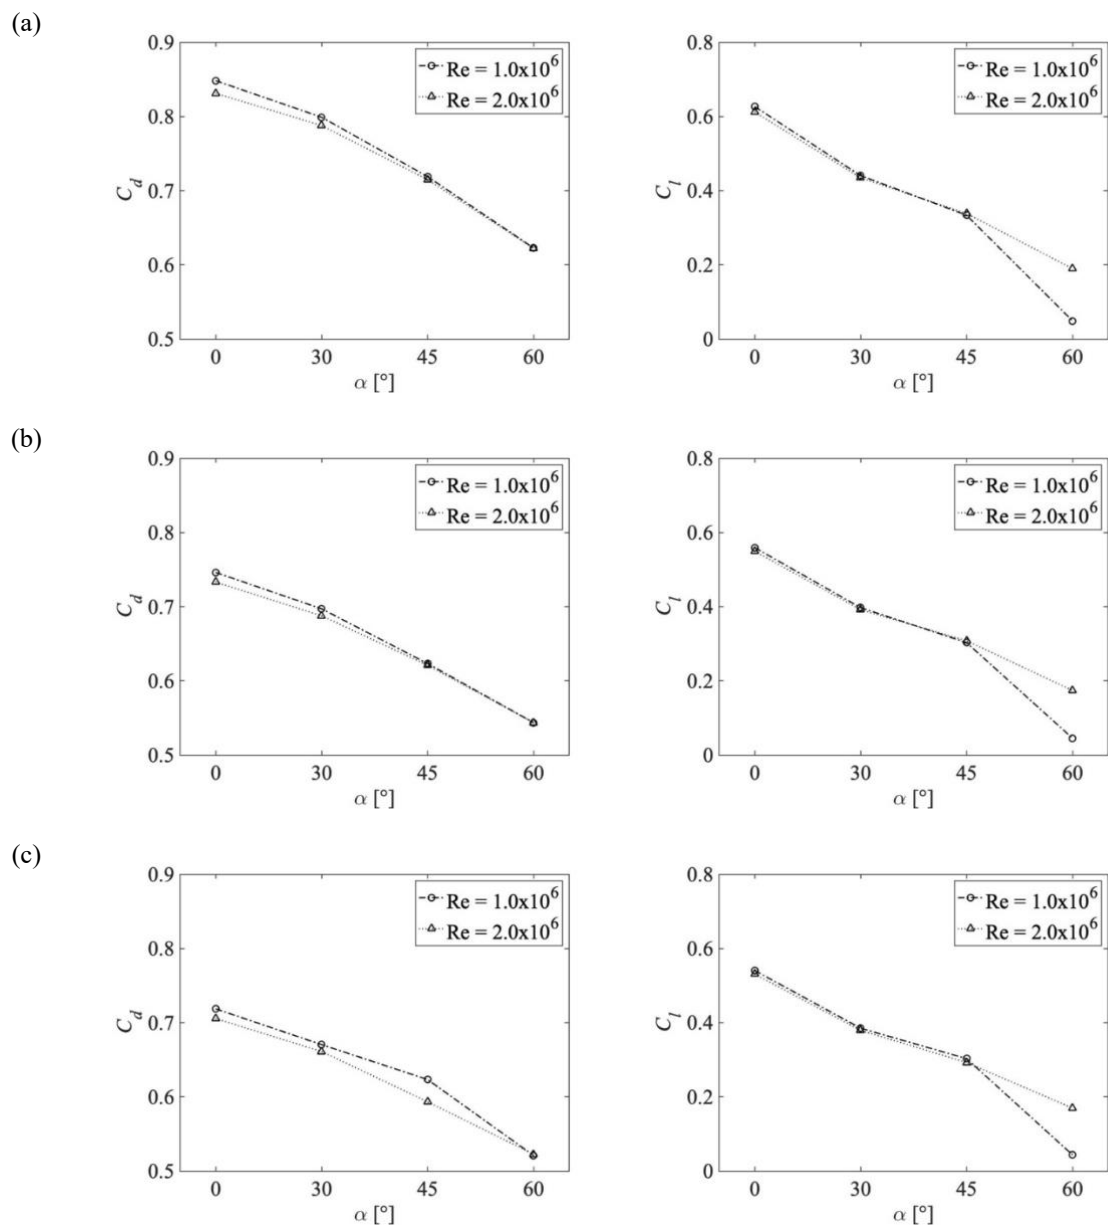 (a)
0.9
0.8
0.7
0.6
0.5
C_d
0 30 45 60
α [°]
Re = 1.0x10^6
Re = 2.0x10^6
0.8
0.6
0.4
0.2
0
C_l
0 30 45 60
α [°]
Re = 1.0x10^6
Re = 2.0x10^6
(b)
0.9
0.8
0.7
0.6
0.5
C_d
0 30 45 60
α [°]
Re = 1.0x10^6
Re = 2.0x10^6
0.8
0.6
0.4
0.2
0
C_l
0 30 45 60
α [°]
Re = 1.0x10^6
Re = 2.0x10^6
(c)
0.9
0.8
0.7
0.6
0.5
C_d
0 30 45 60
α [°]
Re = 1.0x10^6
Re = 2.0x10^6
0.8
0.6
0.4
0.2
0
C_l
0 30 45 60
α [°]
Re = 1.0x10^6
Re = 2.0x10^6